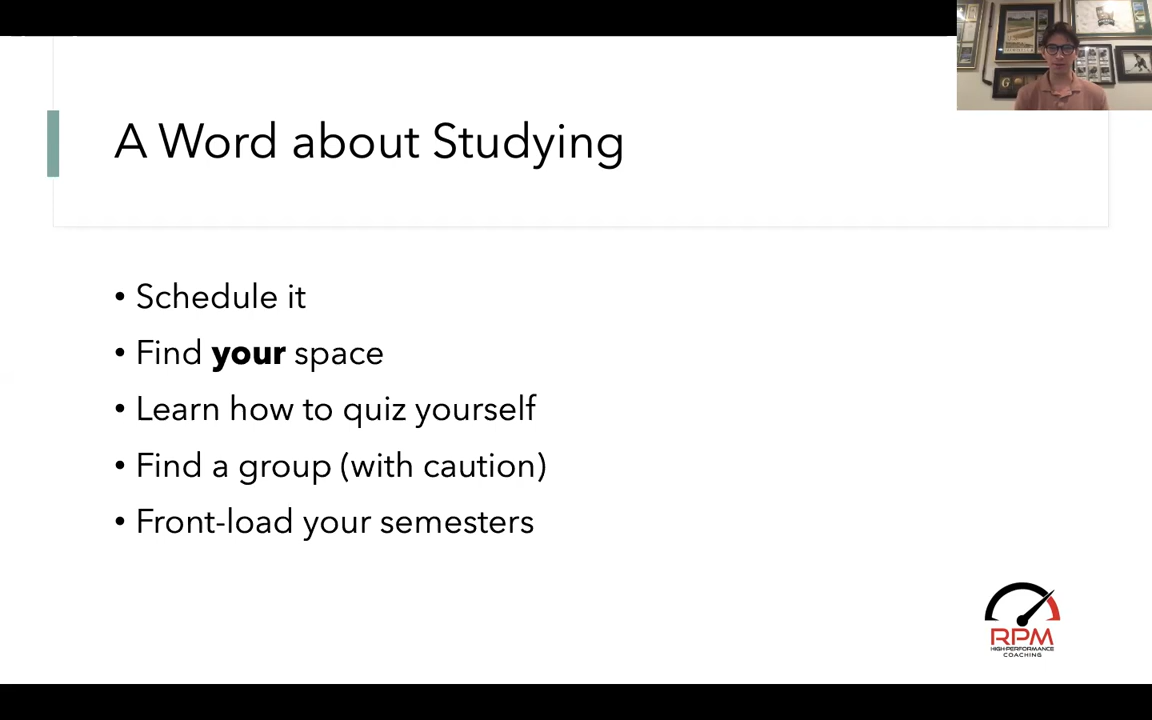 A Word about Studying
• Schedule it
• Find your space
• Learn how to quiz yourself
• Find a group (with caution)
• Front-load your semesters
RPM
HIGH-PERFORMANCE
COACHING